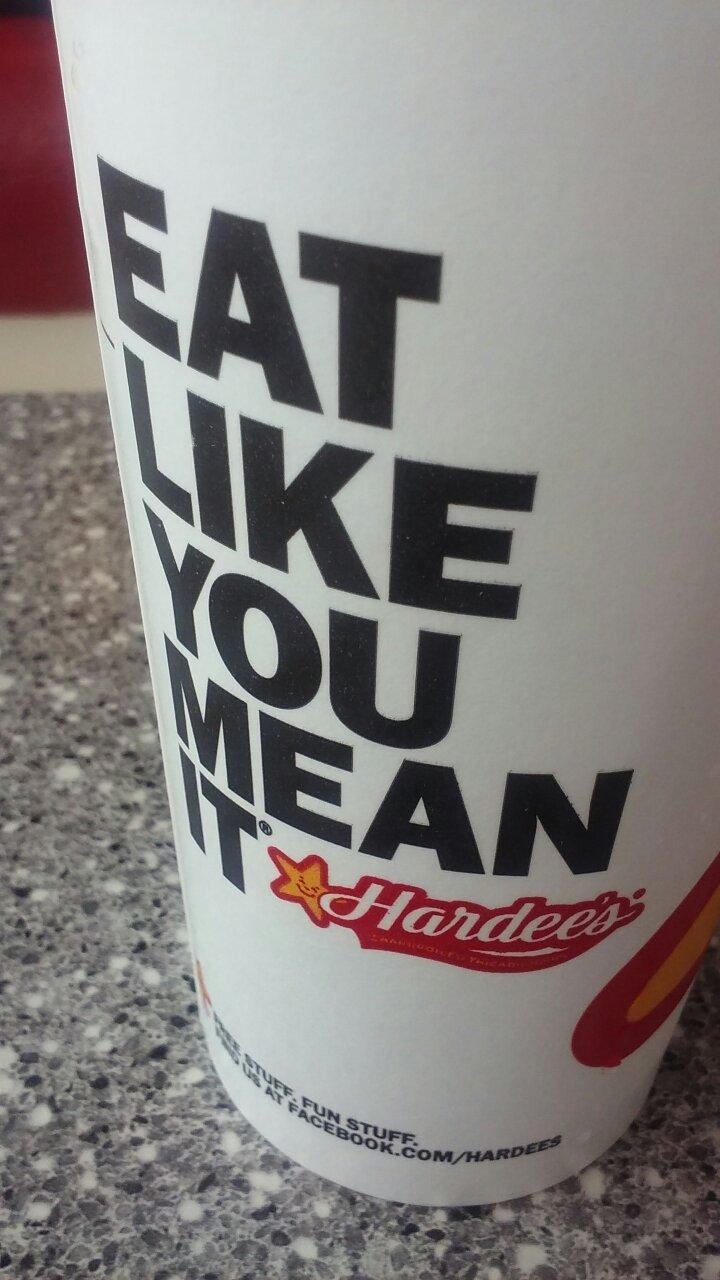 EAT
LIKE
YOU
MEAN
IT®
Hardee's
FREE STUFF. FUN STUFF.
FIND US AT FACEBOOK.COM/HARDEES